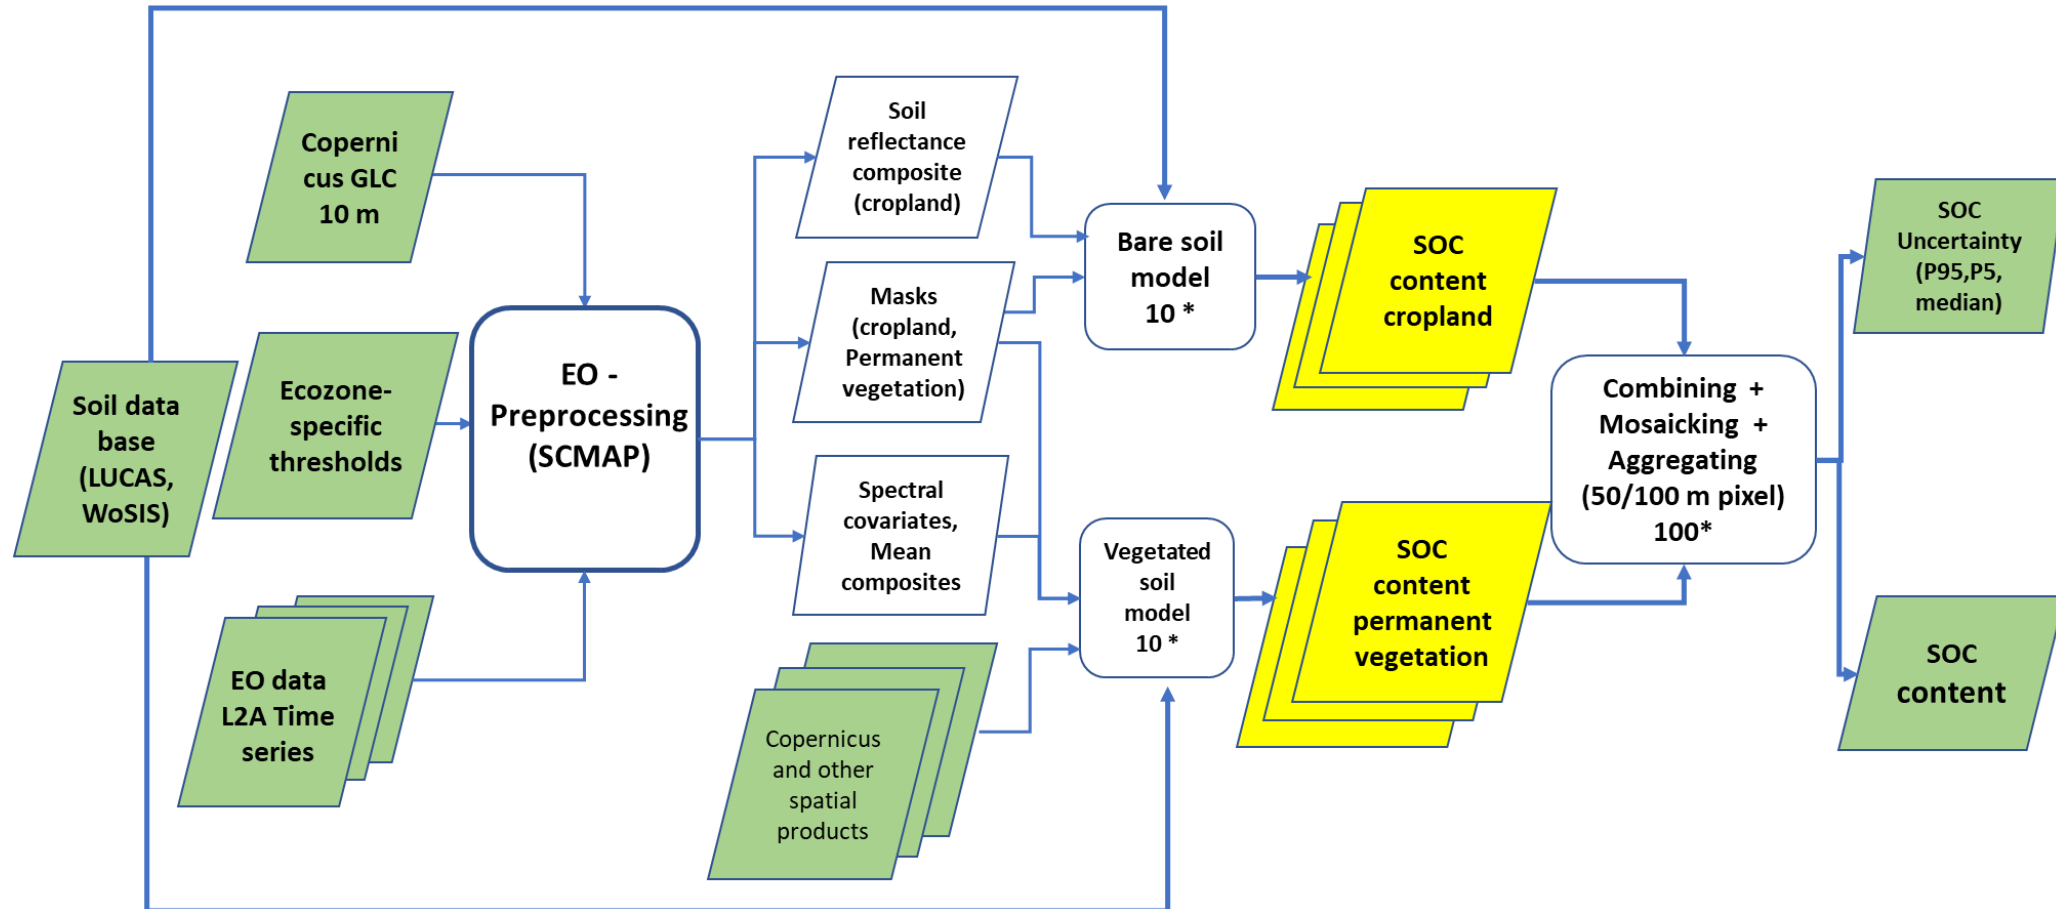 Coperni
cus GLC
10 m
Ecozone-
specific
thresholds
Soil data
base
(LUCAS,
WoSIS)
EO data
L2A Time
series
EO -
Preprocessing
(SCMAP)
Soil
reflectance
composite
(cropland)
Masks
(cropland,
Permanent
vegetation)
Spectral
covariates,
Mean
composites
Copernicus
and other
spatial
products
Bare soil
model
10 *
Vegetated
soil
model
10 *
SOC
content
cropland
SOC
content
permanent
vegetation
Combining +
Mosaicking +
Aggregating
(50/100 m pixel)
100*
SOC
Uncertainty
(P95,P5,
median)
SOC
content